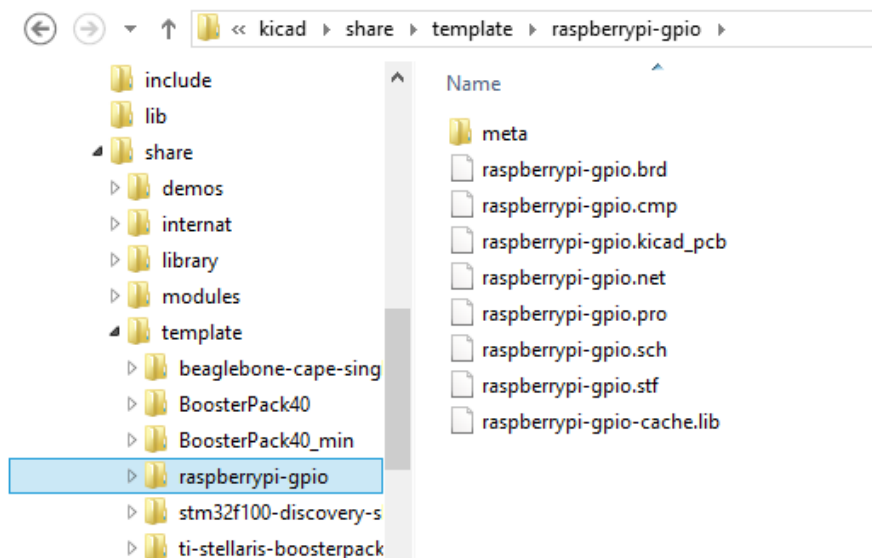 « kicad share template raspberrypi-gpio
include
lib
share
demos
internat
library
modules
template
beaglebone-cape-sing
BoosterPack40
BoosterPack40_min
raspberrypi-gpio
stm32f100-discovery-s
ti-stellaris-boosterpack
Name
meta
raspberrypi-gpio.brd
raspberrypi-gpio.cmp
raspberrypi-gpio.kicad_pcb
raspberrypi-gpio.net
raspberrypi-gpio.pro
raspberrypi-gpio.sch
raspberrypi-gpio.stf
raspberrypi-gpio-cache.lib